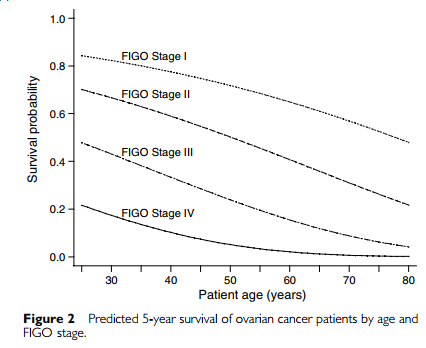 1.0
FIGO Stage I
0.8
FIGO Stage II
0.6
Survival probability
FIGO Stage III
0.4
FIGO Stage IV
0.2
0.0
30 40 50 60 70 80
Patient age (years)
Figure 2 Predicted 5-year survival of ovarian cancer patients by age and
FIGO stage.